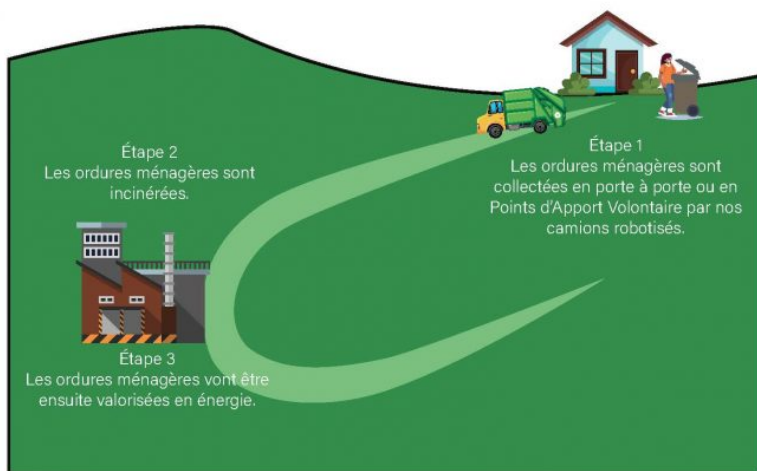 Étape 1
Les ordures ménagères sont
collectées en porte à porte ou en
Points d'Apport Volontaire par nos
camions robotisés.
Étape 2
Les ordures ménagères sont
incinérées.
Étape 3
Les ordures ménagères vont être
ensuite valorisées en énergie.